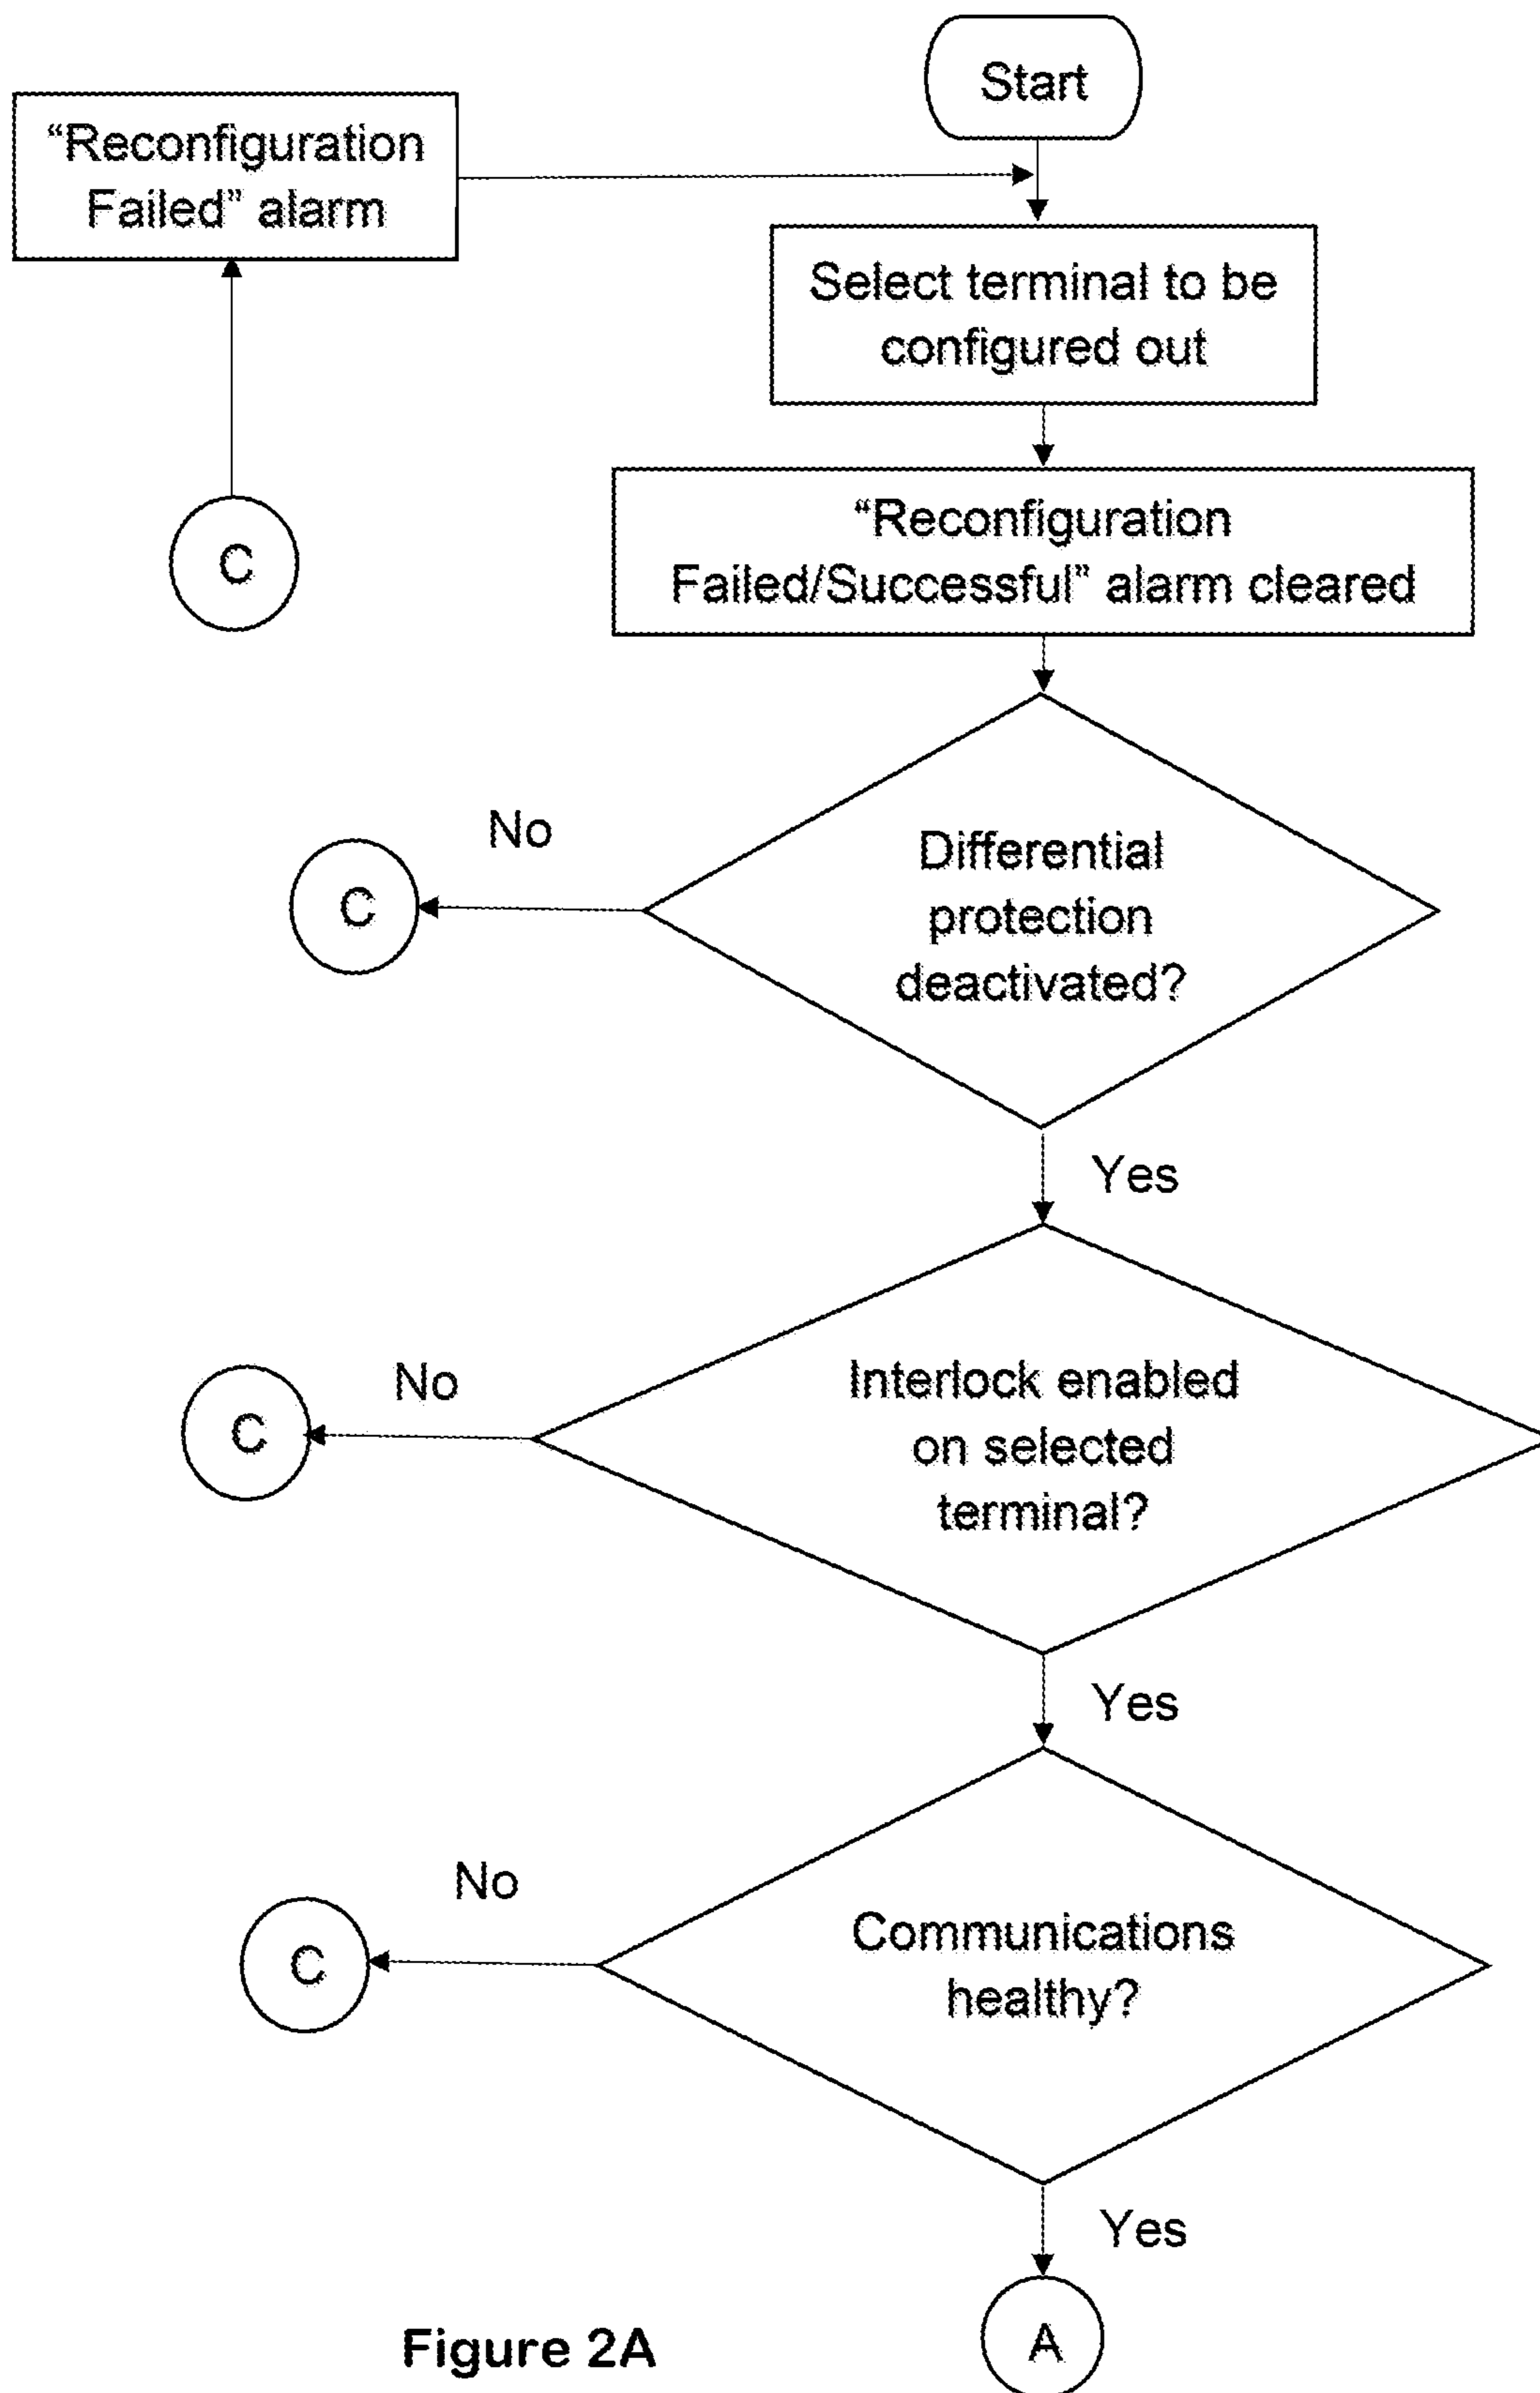 Start
“Reconfiguration
Failed” alarm
Select terminal to be
configured out
“Reconfiguration
Failed/Successful” alarm cleared
C
Differential
protection
deactivated?
No
C
Yes
Interlock enabled
on selected
terminal?
No
C
Yes
Communications
healthy?
No
C
Yes
A
Figure 2A